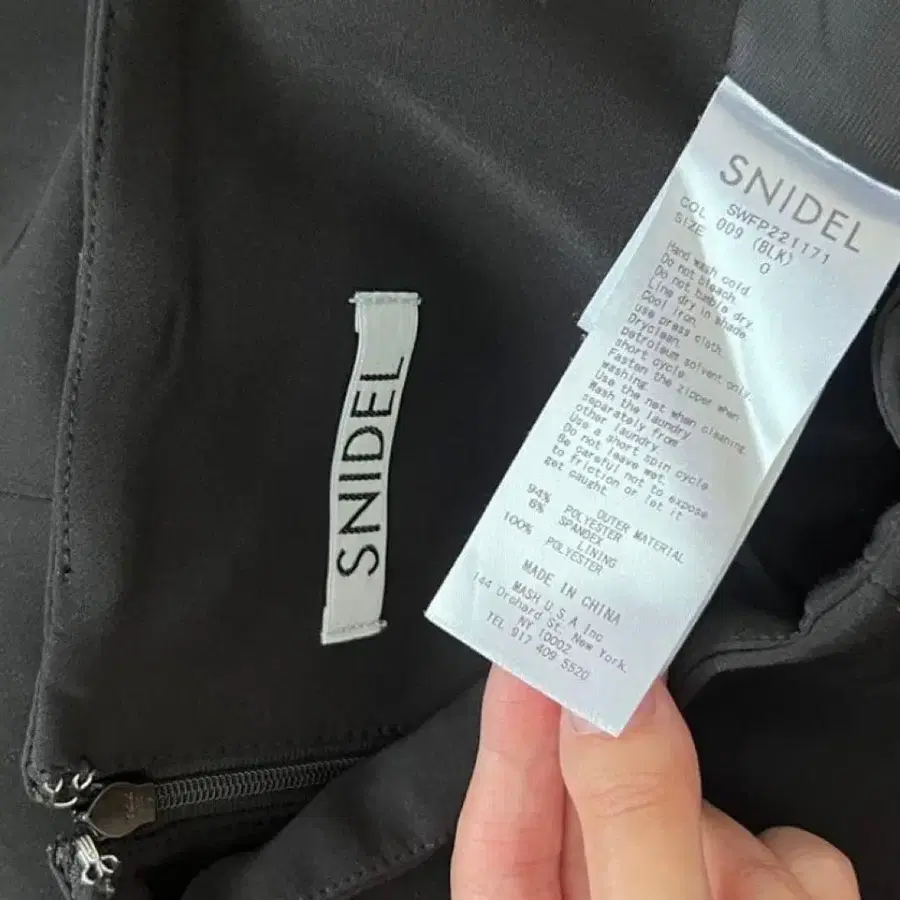 SNIDEL
SNIDEL
SWFP221171
COL 009 (BLK)
SIZE 0
Hand wash cold.
Do not bleach.
Do not tumble dry.
Line dry in shade.
Cool iron.
use press cloth.
Dryclean.
petroleum solvent only.
short cycle.
Fasten the zipper when
washing.
Use the net when cleaning.
Wash the laundry
separately from
other laundry.
Use a short spin cycle.
Do not leave wet.
Be careful not to expose
to friction or let it
get caught.
OUTER MATERIAL
94% POLYESTER
6% SPANDEX
LINING
100% POLYESTER
MADE IN CHINA
MASH U.S.A Inc
144 Orchard St. New York.
NY 10002
TEL 917 409 5520